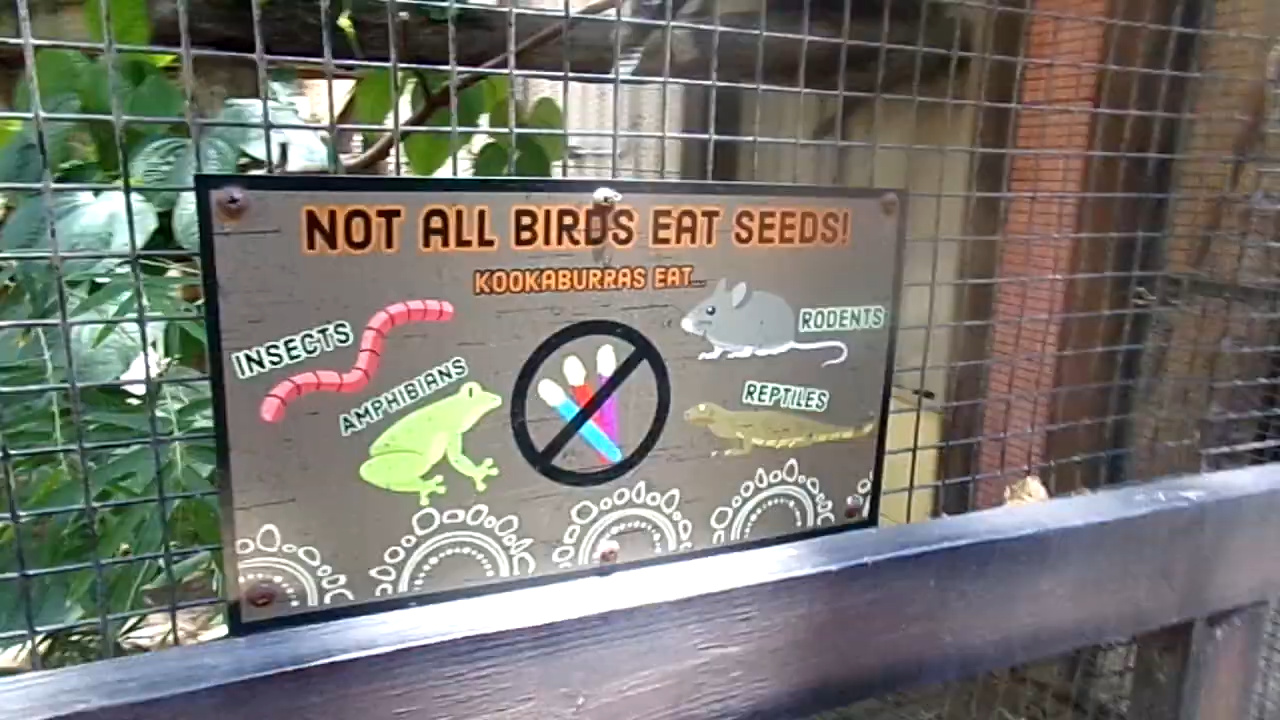 NOT ALL BIRDS EAT SEEDS!
KOOKABURRAS EAT...
INSECTS
AMPHIBIANS
RODENTS
REPTILES